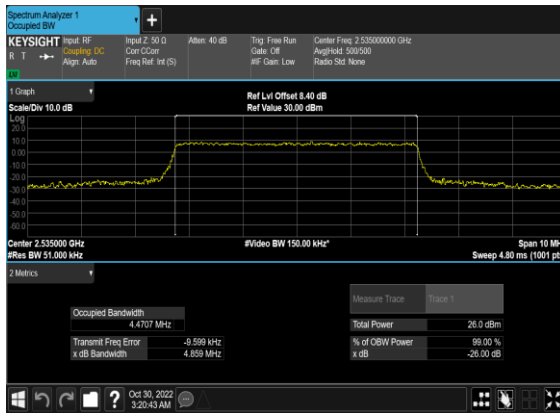 Spectrum Analyzer 1
Occupied BW
KEYSIGHT
R T
Input: RF
Coupling: DC
Align: Auto
Input Z: 50 Ω
Corr CCorr
Freq Ref: Int (S)
Atten: 40 dB
Trig: Free Run
Gate: Off
#IF Gain: Low
Center Freq: 2.535000000 GHz
Avg|Hold: 500/500
Radio Std: None
1 Graph
Scale/Div 10.0 dB
Ref Lvl Offset 8.40 dB
Ref Value 30.00 dBm
Log
20.0
10.0
0.00
-10.0
-20.0
-30.0
-40.0
-50.0
-60.0
Center 2.535000 GHz
#Res BW 51.000 kHz
#Video BW 150.00 kHz*
Span 10 MH
Sweep 4.80 ms (1001 pt
2 Metrics
Measure Trace
Trace 1
Occupied Bandwidth
4.4707 MHz
Total Power
26.0 dBm
Transmit Freq Error
-9.599 kHz
% of OBW Power
99.00 %
x dB Bandwidth
4.859 MHz
x dB
-26.00 dB
?
Oct 30, 2022
3:20:43 AM